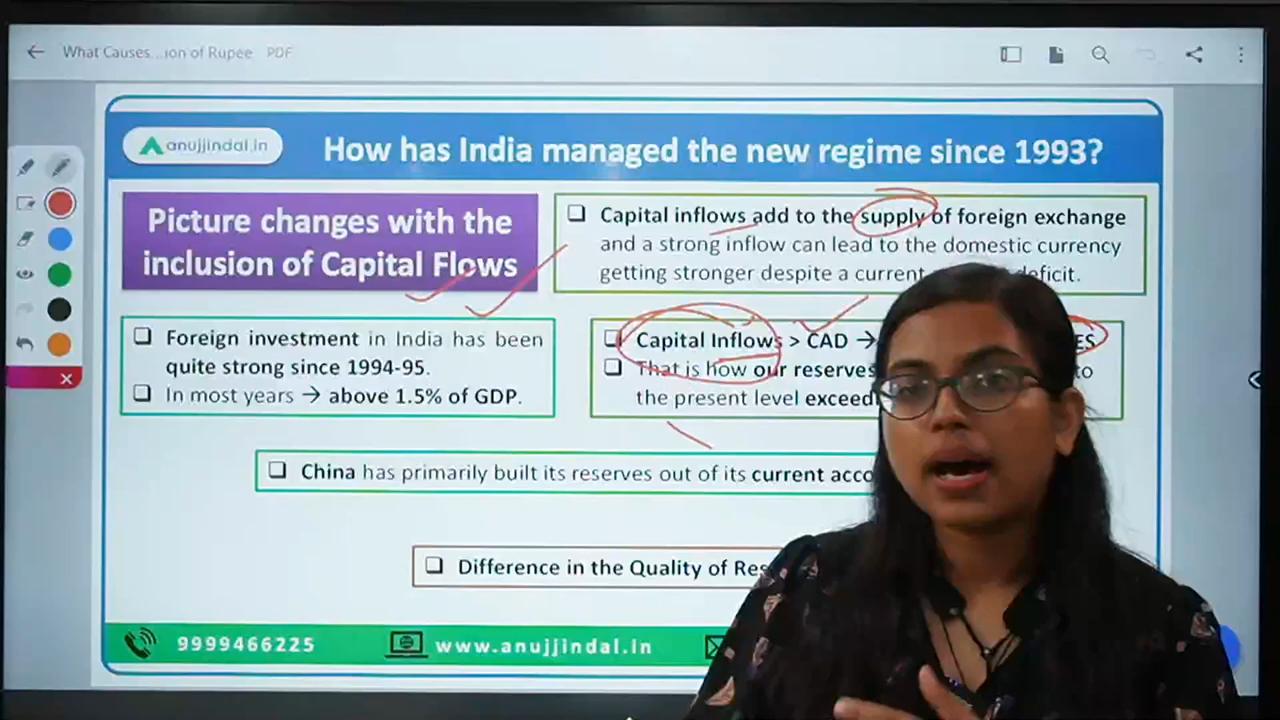 What Causes...ion of Rupee PDF
anujjindal.in
How has India managed the new regime since 1993?
Picture changes with the
inclusion of Capital Flows
Capital inflows add to the supply of foreign exchange
and a strong inflow can lead to the domestic currency
getting stronger despite a current deficit.
Foreign investment in India has been
quite strong since 1994-95.
In most years → above 1.5% of GDP.
Capital Inflows > CAD → ES
That is how our reserves to
the present level exceed
China has primarily built its reserves out of its current acco
Difference in the Quality of Res
9999466225
www.anujjindal.in